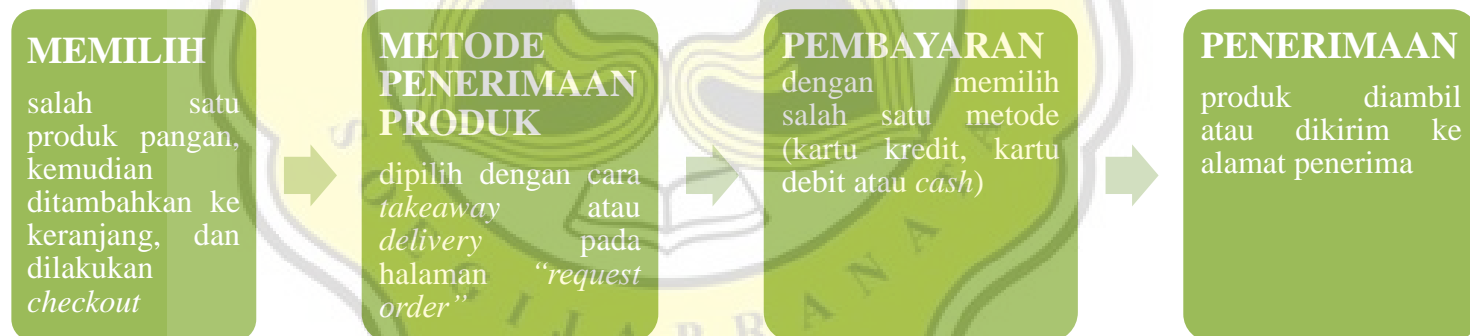 MEMILIH
salah satu
produk pangan,
kemudian
ditambahkan ke
keranjang, dan
dilakukan
checkout
METODE
PENERIMAAN
PRODUK
dipilih dengan cara
takeaway atau
delivery pada
halaman “request
order”
PEMBAYARAN
dengan memilih
salah satu metode
(kartu kredit, kartu
debit atau cash)
PENERIMAAN
produk diambil
atau dikirim ke
alamat penerima